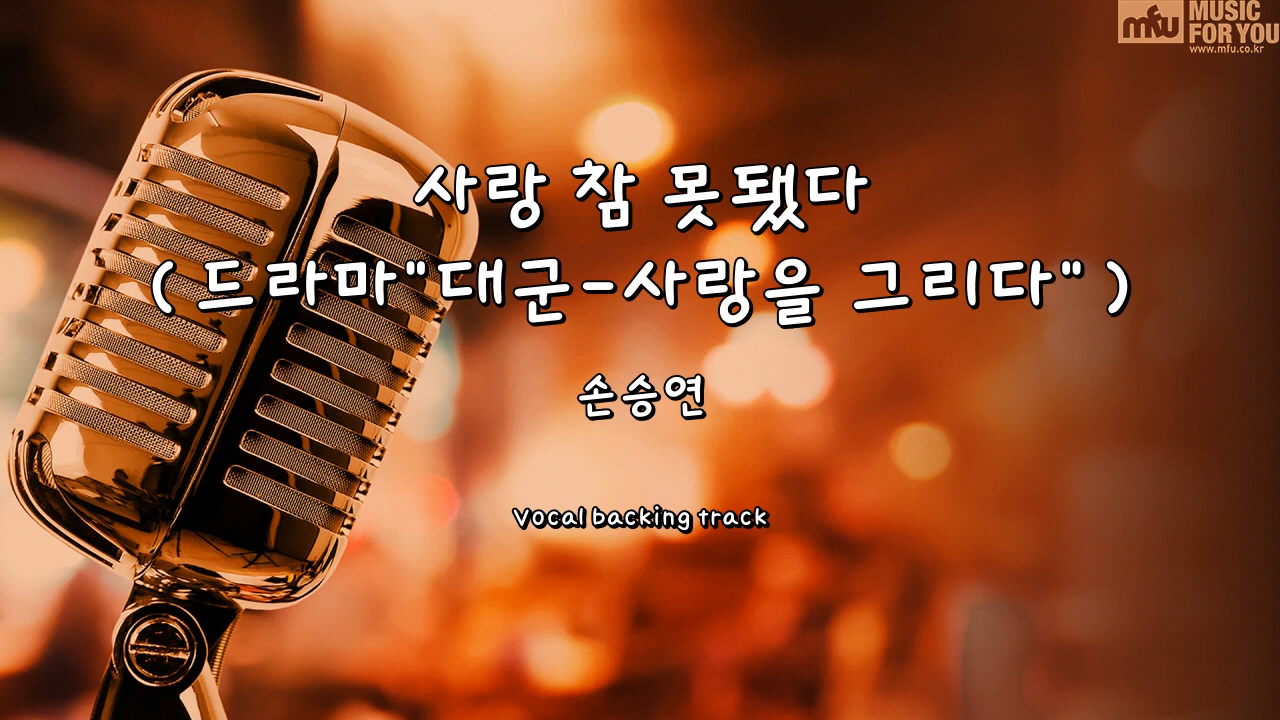 mfu MUSIC
FOR YOU
www.mfu.co.kr
사랑 참 못됐다
( 드라마"대군-사랑을 그리다" )
손승연
Vocal backing track